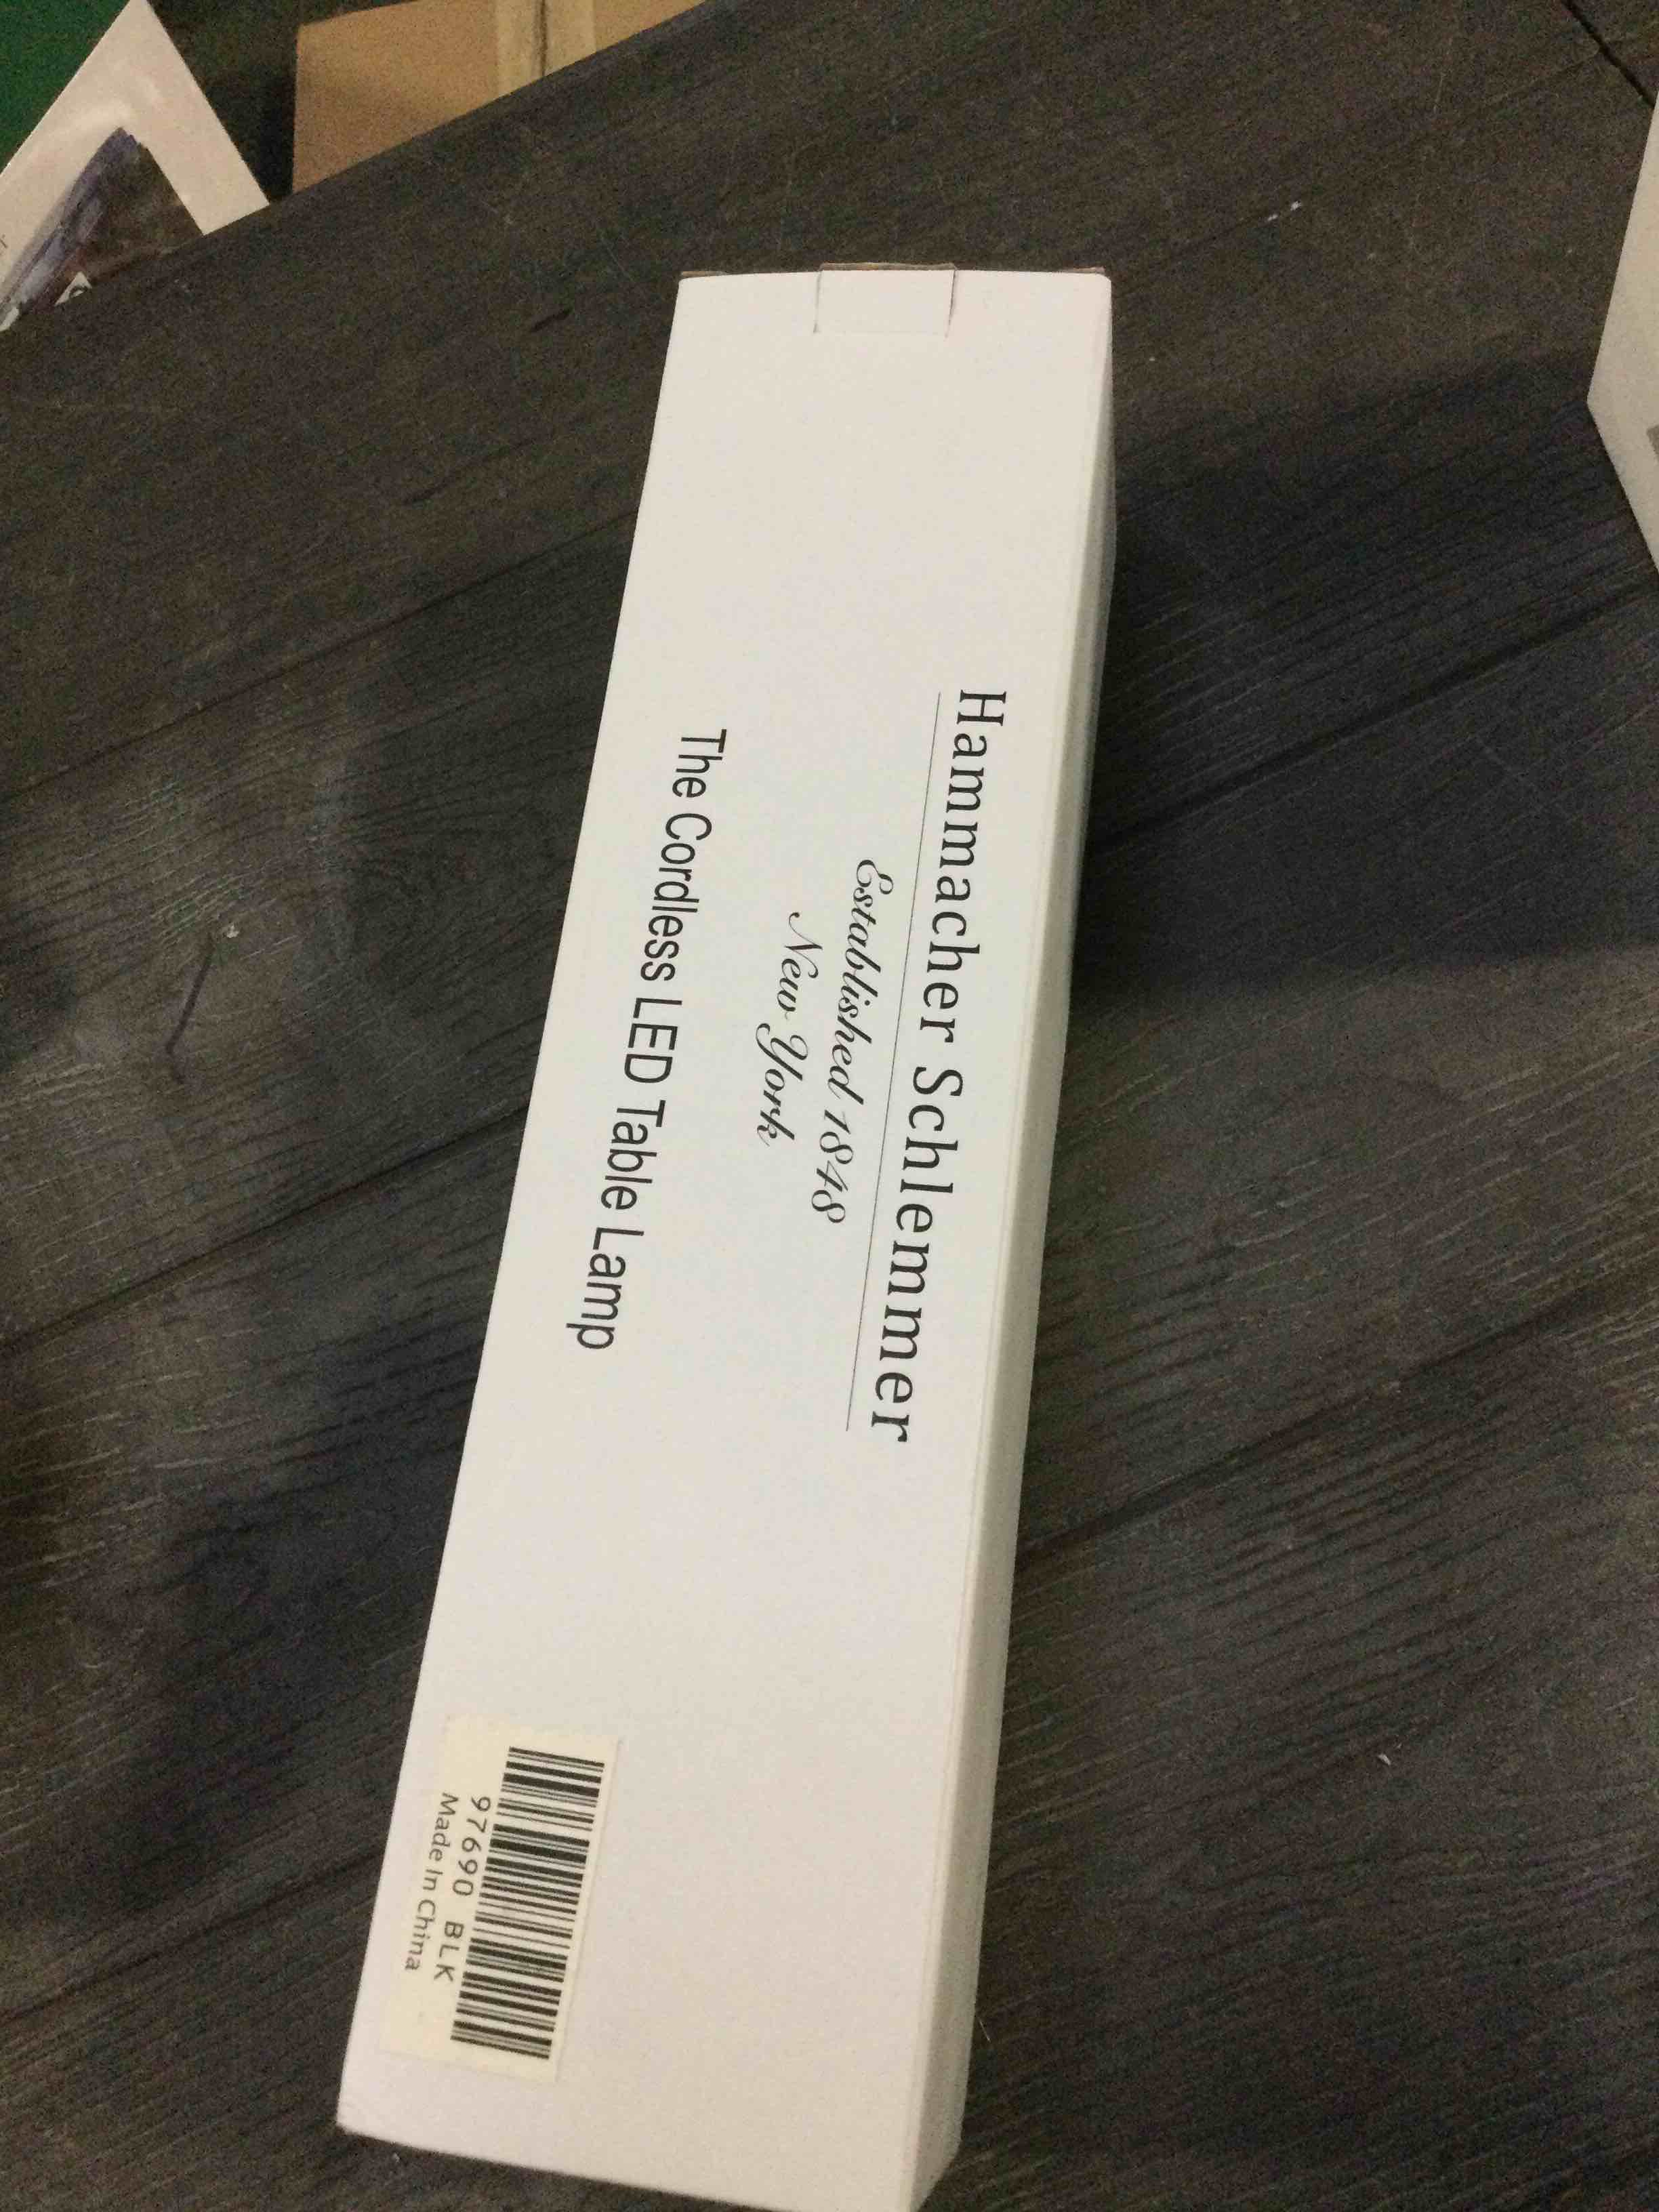 Hammacher Schlemmer
Established 1848
New York
The Cordless LED Table Lamp
97690 BLK
Made In China